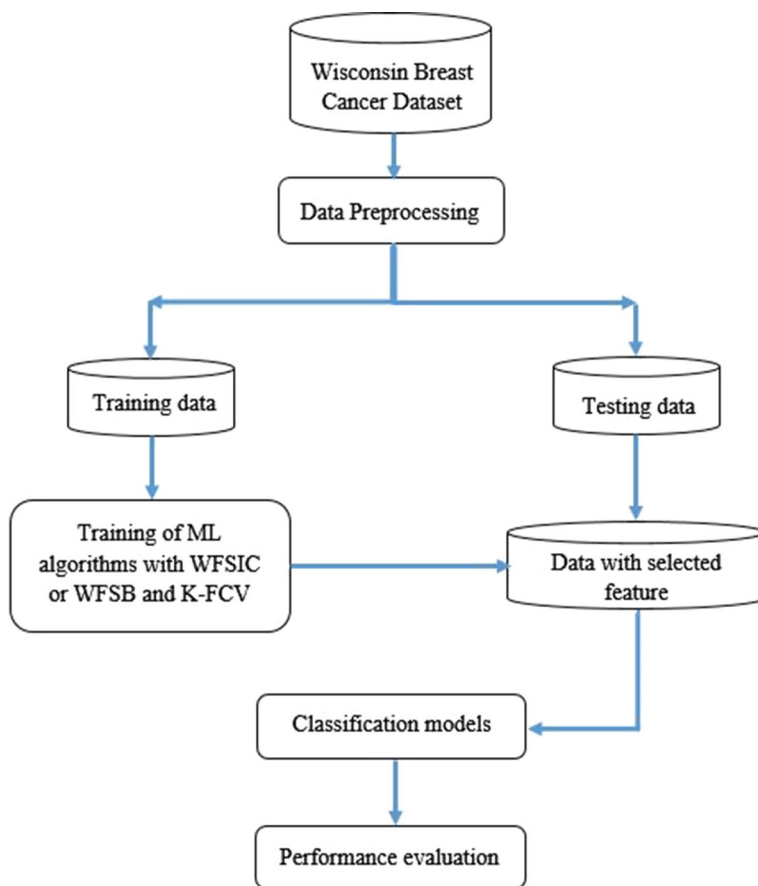 Wisconsin Breast
Cancer Dataset
Data Preprocessing
Training data
Testing data
Training of ML
algorithms with WFSIC
or WFSB and K-FCV
Data with selected
feature
Classification models
Performance evaluation